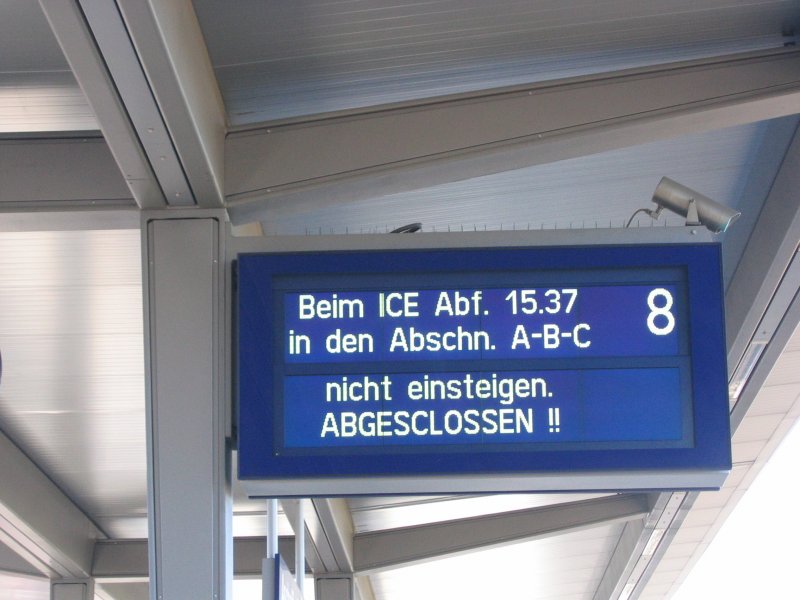 Beim ICE Abf. 15.37 8
in den Abschn. A-B-C
nicht einsteigen.
ABGESCLOSSEN !!